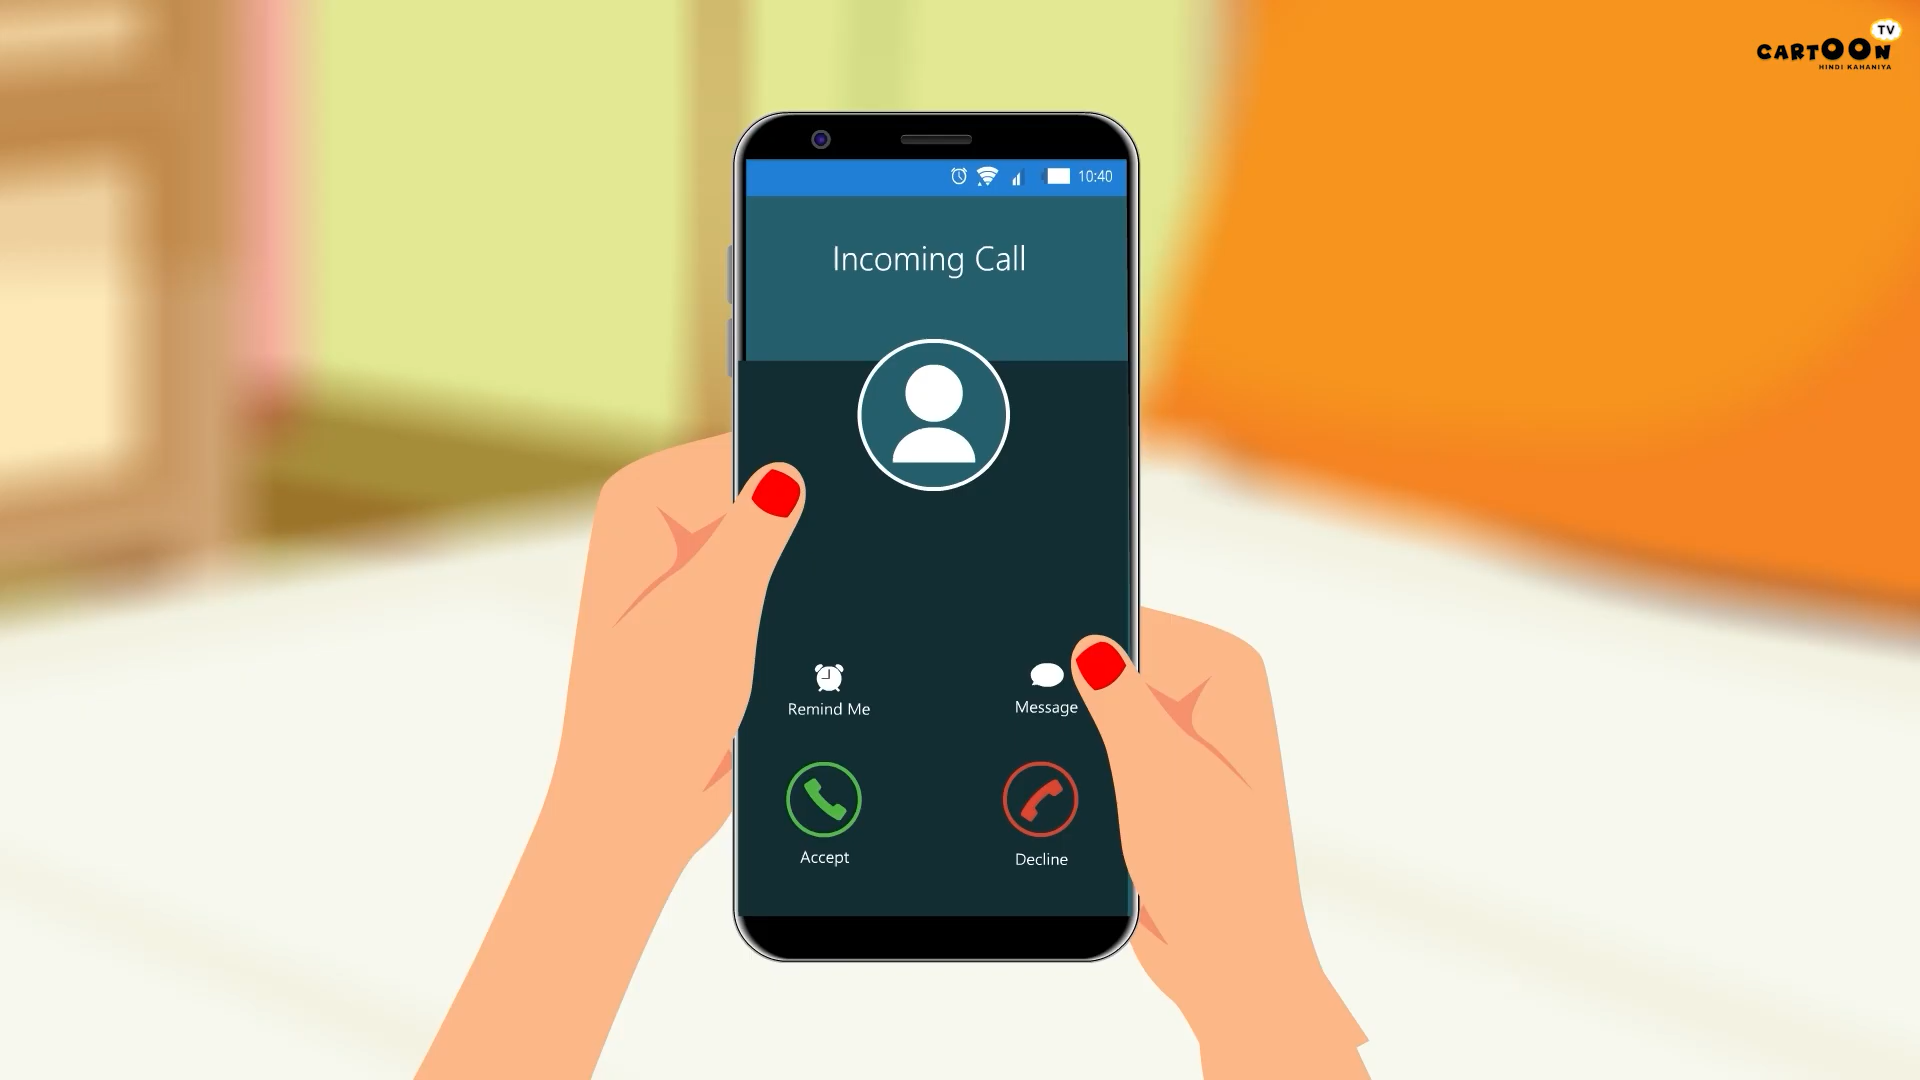 TV
CARTOON
HINDI KAHANIYA
10:40
Incoming Call
Remind Me
Message
Accept
Decline